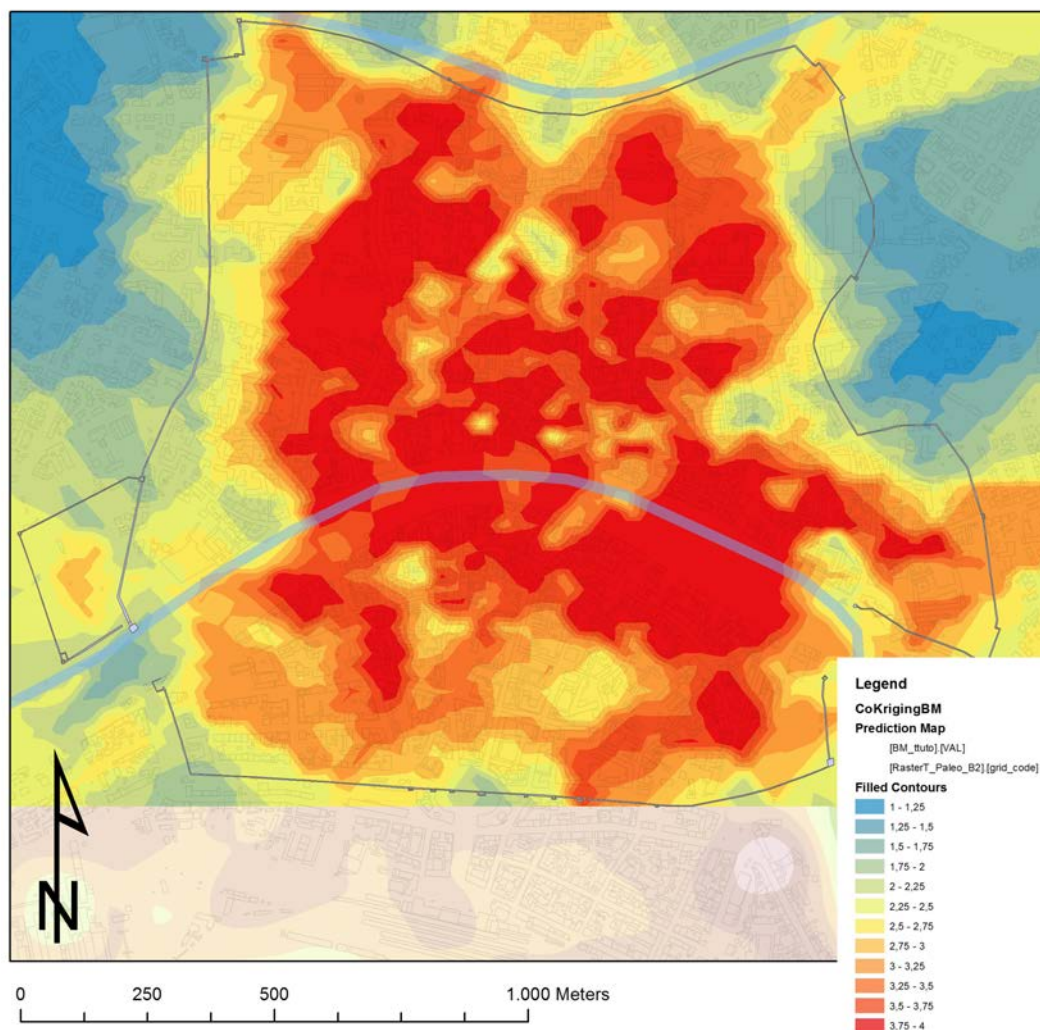 Legend
CoKrigingBM
Prediction Map
[BM_ttuto].[VAL]
[RasterT_Paleo_B2].[grid_code]
Filled Contours
1 - 1,25
1,25 - 1,5
1,5 - 1,75
1,75 - 2
2 - 2,25
2,25 - 2,5
2,5 - 2,75
2,75 - 3
3 - 3,25
3,25 - 3,5
3,5 - 3,75
3,75 - 4
N
0 250 500 1.000 Meters